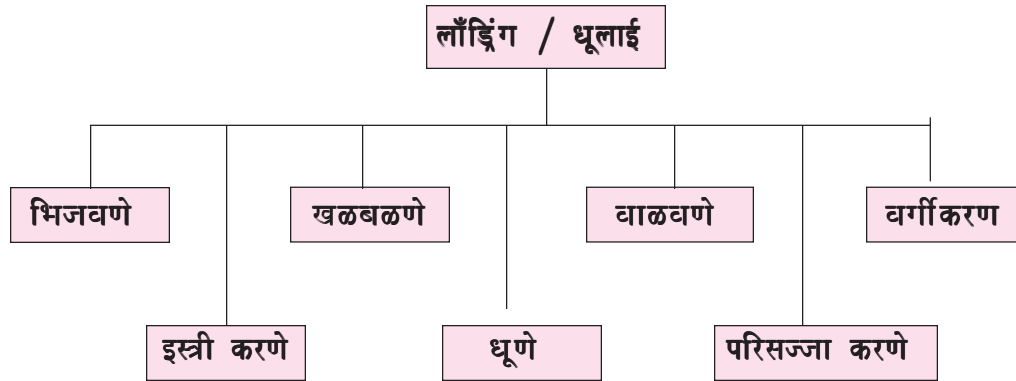 लाँड्रिंग / धूलाई
भिजवणे
खळबळणे
वाळवणे
वर्गीकरण
इस्त्री करणे
धूणे
परिसज्जा करणे